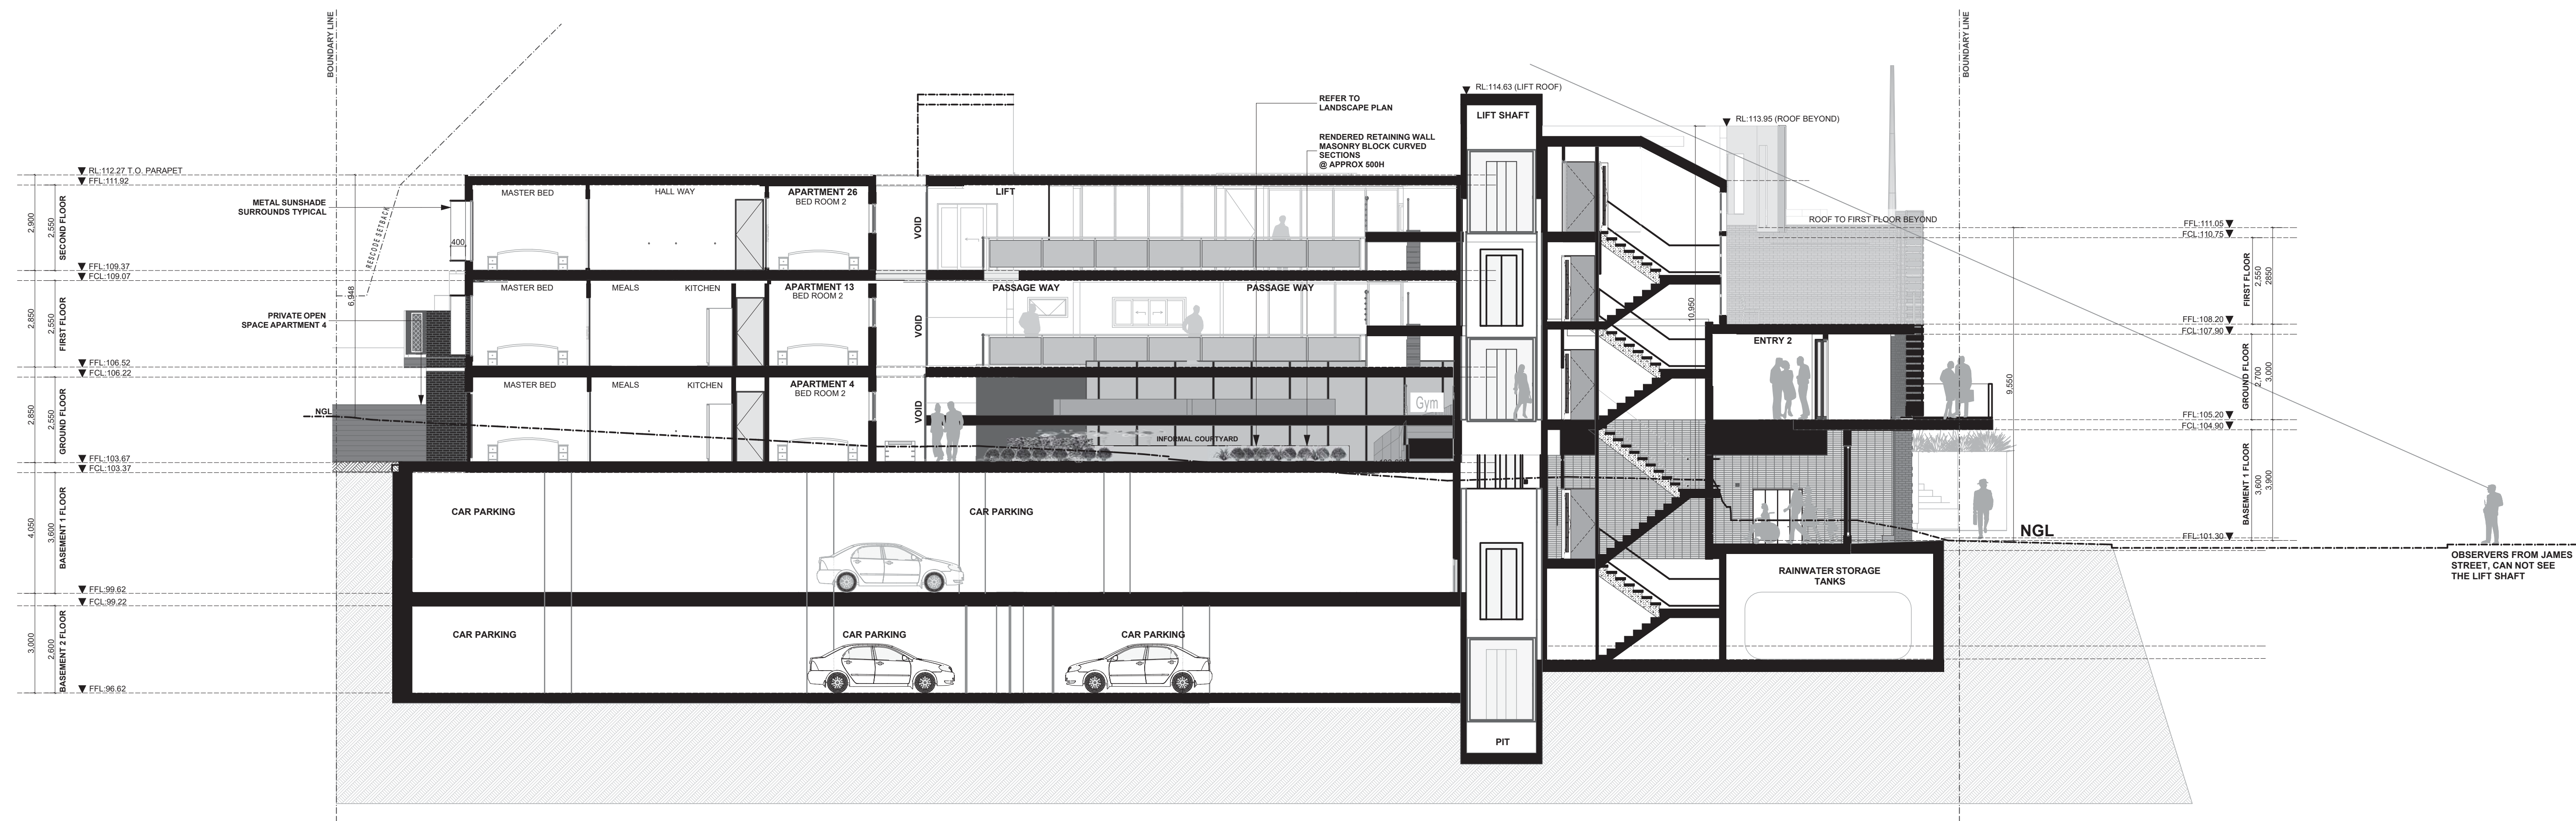 BOUNDARY LINE
BOUNDARY LINE
RESCODE SETBACK
RL:112.27 T.O. PARAPET
FFL:111.92
METAL SUNSHADE
SURROUNDS TYPICAL
400
2,900
2,550
SECOND FLOOR
FFL:109.37
FCL:109.07
6,948
PRIVATE OPEN
SPACE APARTMENT 4
2,850
2,550
FIRST FLOOR
FFL:106.52
FCL:106.22
NGL
2,850
2,550
GROUND FLOOR
FFL:103.67
FCL:103.37
4,050
3,600
BASEMENT 1 FLOOR
FFL:99.62
FCL:99.22
3,000
2,600
BASEMENT 2 FLOOR
FFL:96.62
MASTER BED
HALL WAY
APARTMENT 26
BED ROOM 2
VOID
LIFT
MASTER BED
MEALS
KITCHEN
APARTMENT 13
BED ROOM 2
VOID
PASSAGE WAY
PASSAGE WAY
MASTER BED
MEALS
KITCHEN
APARTMENT 4
BED ROOM 2
VOID
Gym
INFORMAL COURTYARD
REFER TO
LANDSCAPE PLAN
RENDERED RETAINING WALL
MASONRY BLOCK CURVED
SECTIONS
@ APPROX 500H
CAR PARKING
CAR PARKING
CAR PARKING
CAR PARKING
CAR PARKING
RL:114.63 (LIFT ROOF)
LIFT SHAFT
PIT
RL:113.95 (ROOF BEYOND)
10,950
ROOF TO FIRST FLOOR BEYOND
ENTRY 2
9,550
RAINWATER STORAGE
TANKS
NGL
FFL:111.05
FCL:110.75
FIRST FLOOR
2,550
2850
FFL:108.20
FCL:107.90
GROUND FLOOR
2,700
3,000
FFL:105.20
FCL:104.90
BASEMENT 1 FLOOR
3,600
3,900
FFL:101.30
OBSERVERS FROM JAMES
STREET, CAN NOT SEE
THE LIFT SHAFT